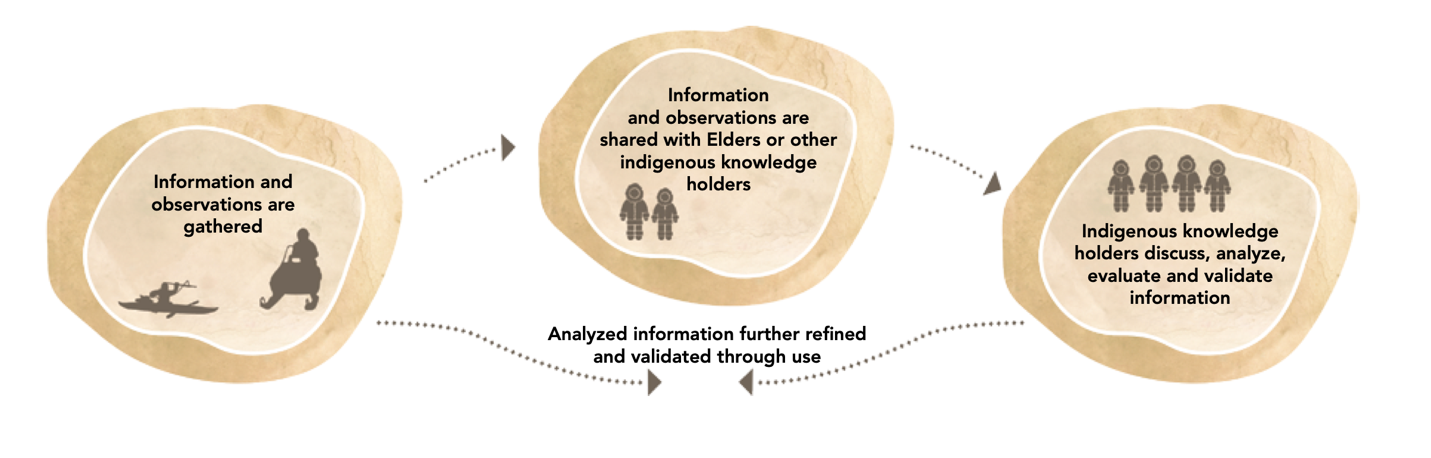 Information and
observations are
gathered
Information
and observations are
shared with Elders or other
indigenous knowledge
holders
Indigenous knowledge
holders discuss, analyze,
evaluate and validate
information
Analyzed information further refined
and validated through use